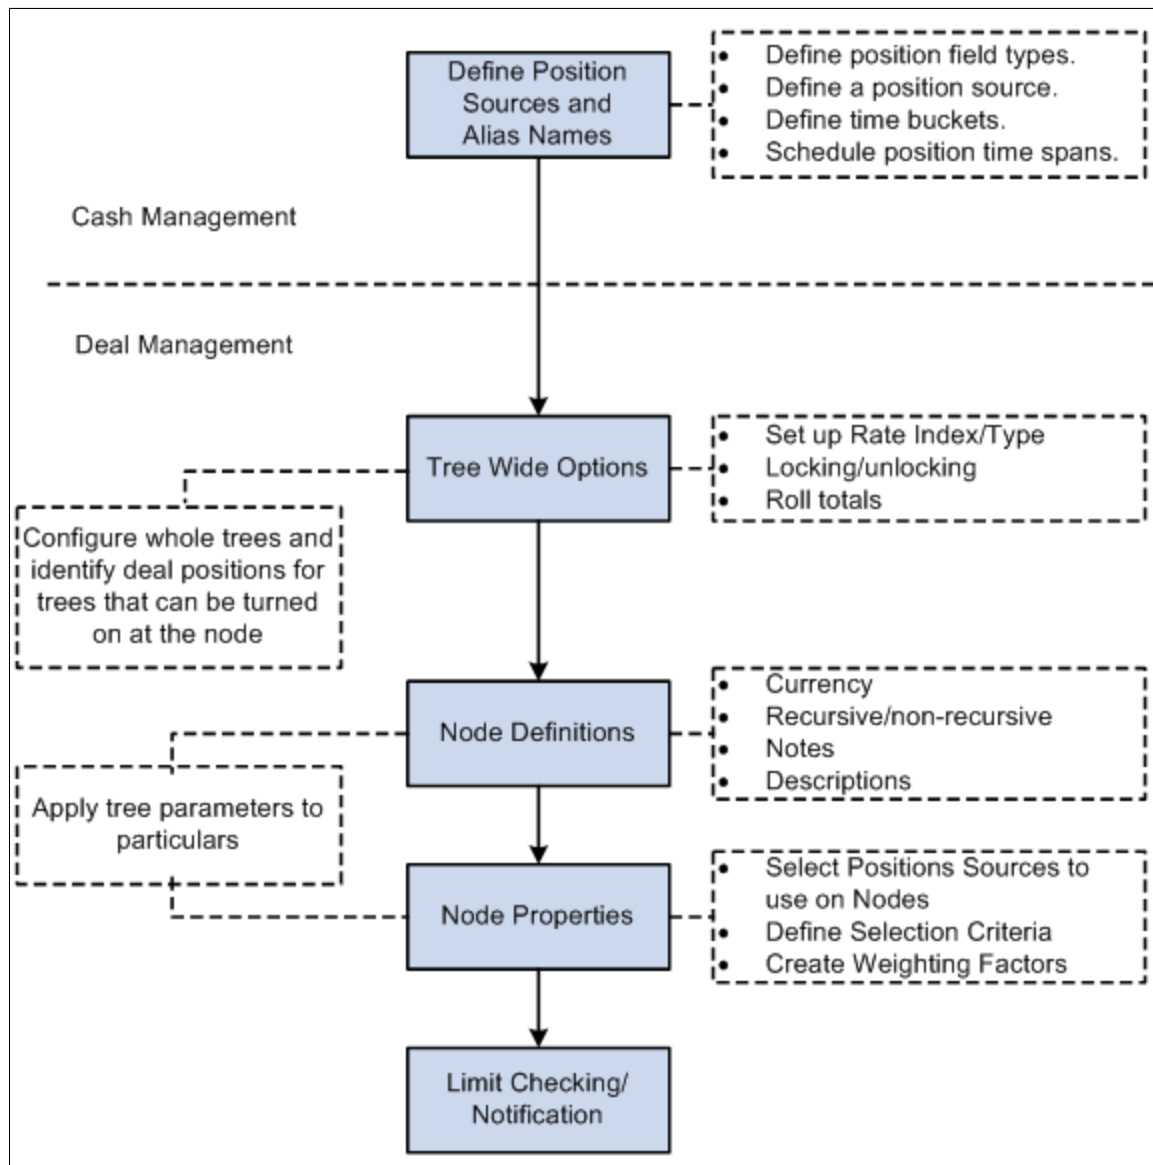 Define Position
Sources and
Alias Names
• Define position field types.
• Define a position source.
• Define time buckets.
• Schedule position time spans.
Cash Management
Deal Management
Tree Wide Options
• Set up Rate Index/Type
• Locking/unlocking
• Roll totals
Configure whole trees and
identify deal positions for
trees that can be turned
on at the node
Node Definitions
• Currency
• Recursive/non-recursive
• Notes
• Descriptions
Apply tree parameters to
particulars
Node Properties
• Select Positions Sources to
use on Nodes
• Define Selection Criteria
• Create Weighting Factors
Limit Checking/
Notification